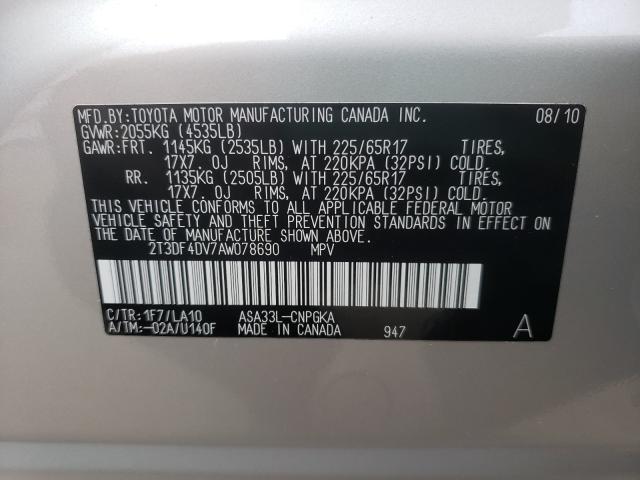 MFD.BY:TOYOTA MOTOR MANUFACTURING CANADA INC. 08/10
GVWR:2055KG (4535LB)
GAWR:FRT. 1145KG (2535LB) WITH 225/65R17 TIRES,
17X7.0J RIMS, AT 220KPA (32PSI) COLD.
RR. 1135KG (2505LB) WITH 225/65R17 TIRES,
17X7.0J RIMS, AT 220KPA (32PSI) COLD.
THIS VEHICLE CONFORMS TO ALL APPLICABLE FEDERAL MOTOR
VEHICLE SAFETY AND THEFT PREVENTION STANDARDS IN EFFECT ON
THE DATE OF MANUFACTURE SHOWN ABOVE.
2T3DF4DV7AW078690 MPV
C/TR:1F7/LA10 ASA33L-CNPGKA
A/TM:-02A/U140F MADE IN CANADA 947 A